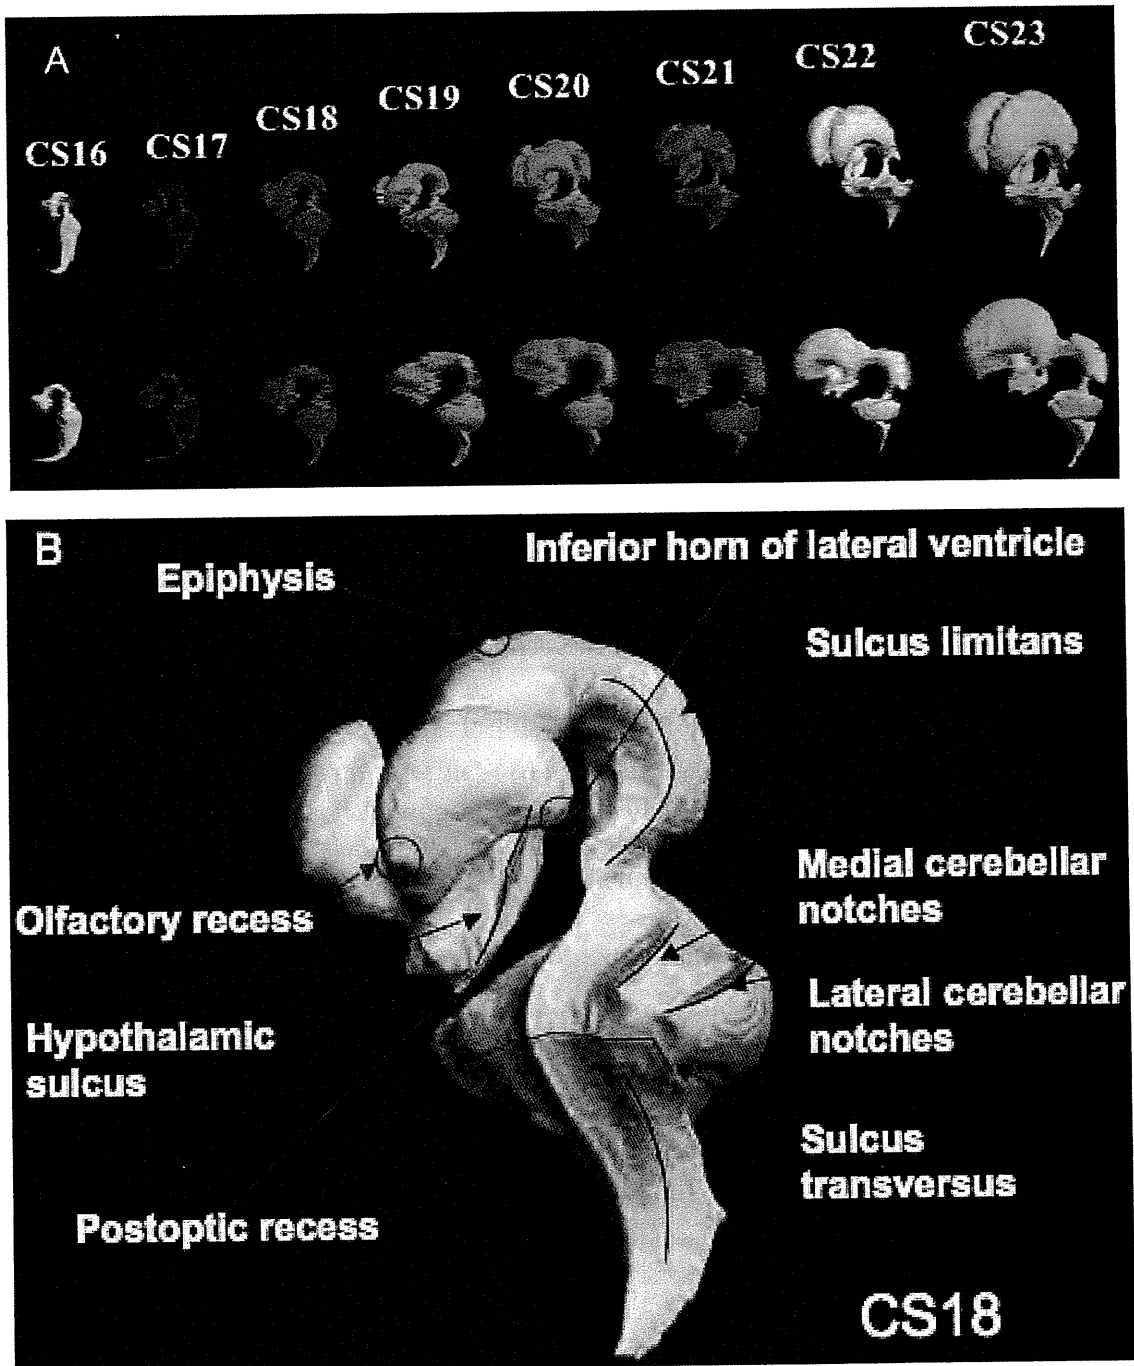 A
CS16
CS17
CS18
CS19
CS20
CS21
CS22
CS23
B
Epiphysis
Inferior horn of lateral ventricle
Sulcus limitans
Medial cerebellar
notches
Olfactory recess
Lateral cerebellar
notches
Hypothalamic
sulcus
Sulcus
transversus
Postoptic recess
CS18